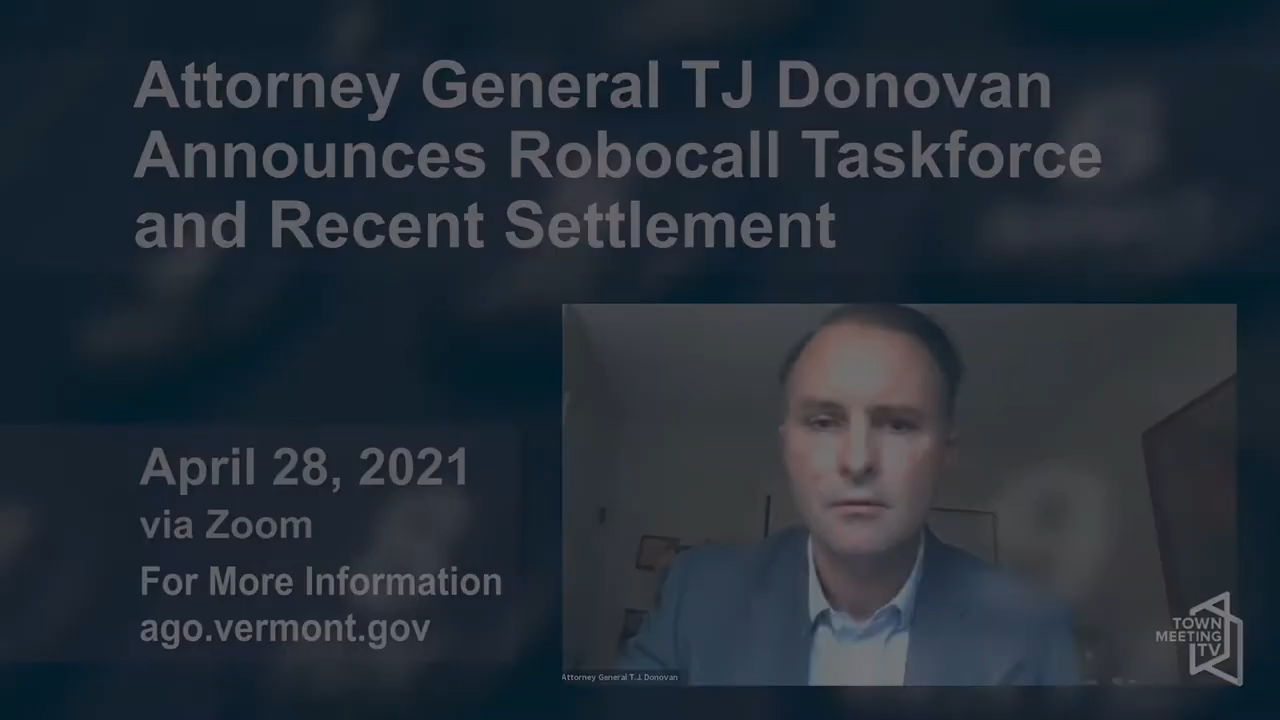 Attorney General TJ Donovan
Announces Robocall Taskforce
and Recent Settlement
April 28, 2021
via Zoom
For More Information
ago.vermont.gov
Attorney General T.J. Donovan
TOWN
MEETING
TV